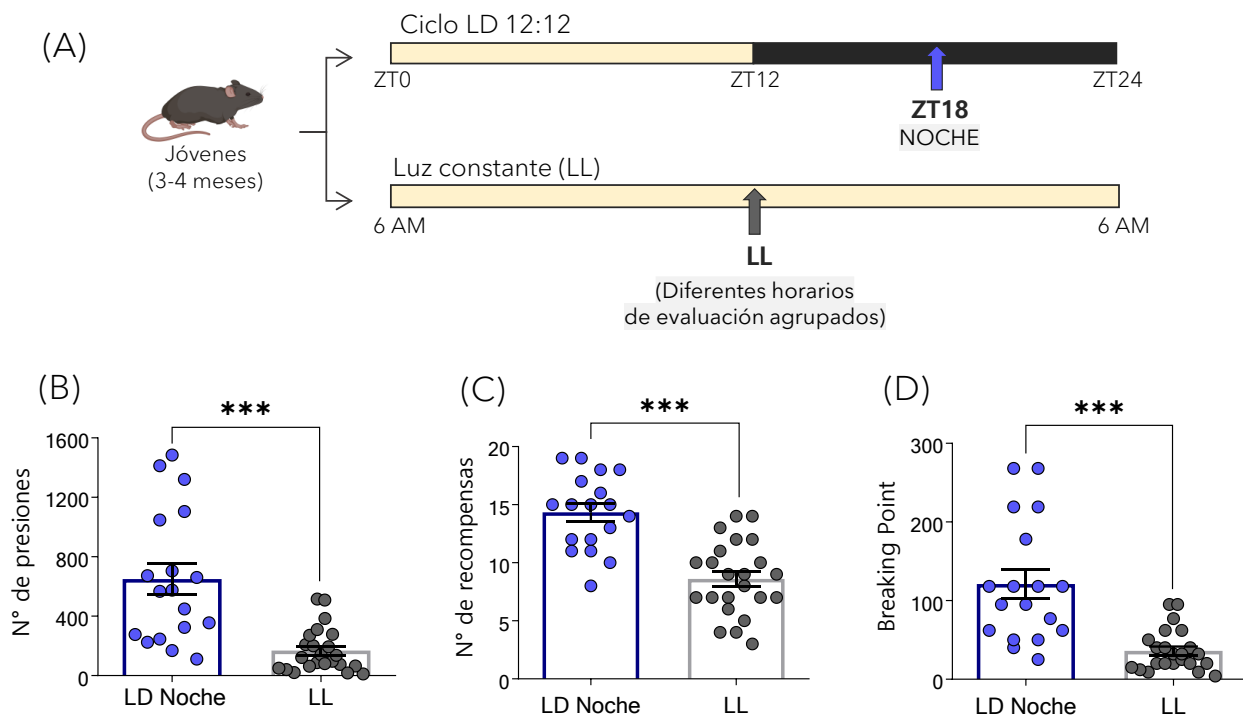 (A)
Ciclo LD 12:12
ZT0
ZT12
ZT24
ZT18
NOCHE
Jóvenes
(3-4 meses)
Luz constante (LL)
6 AM
6 AM
LL
(Diferentes horarios
de evaluación agrupados)
(B)
***
N° de presiones
1600
1200
800
400
0
LD Noche
LL
(C)
***
N° de recompensas
20
15
10
5
0
LD Noche
LL
(D)
***
Breaking Point
300
200
100
0
LD Noche
LL